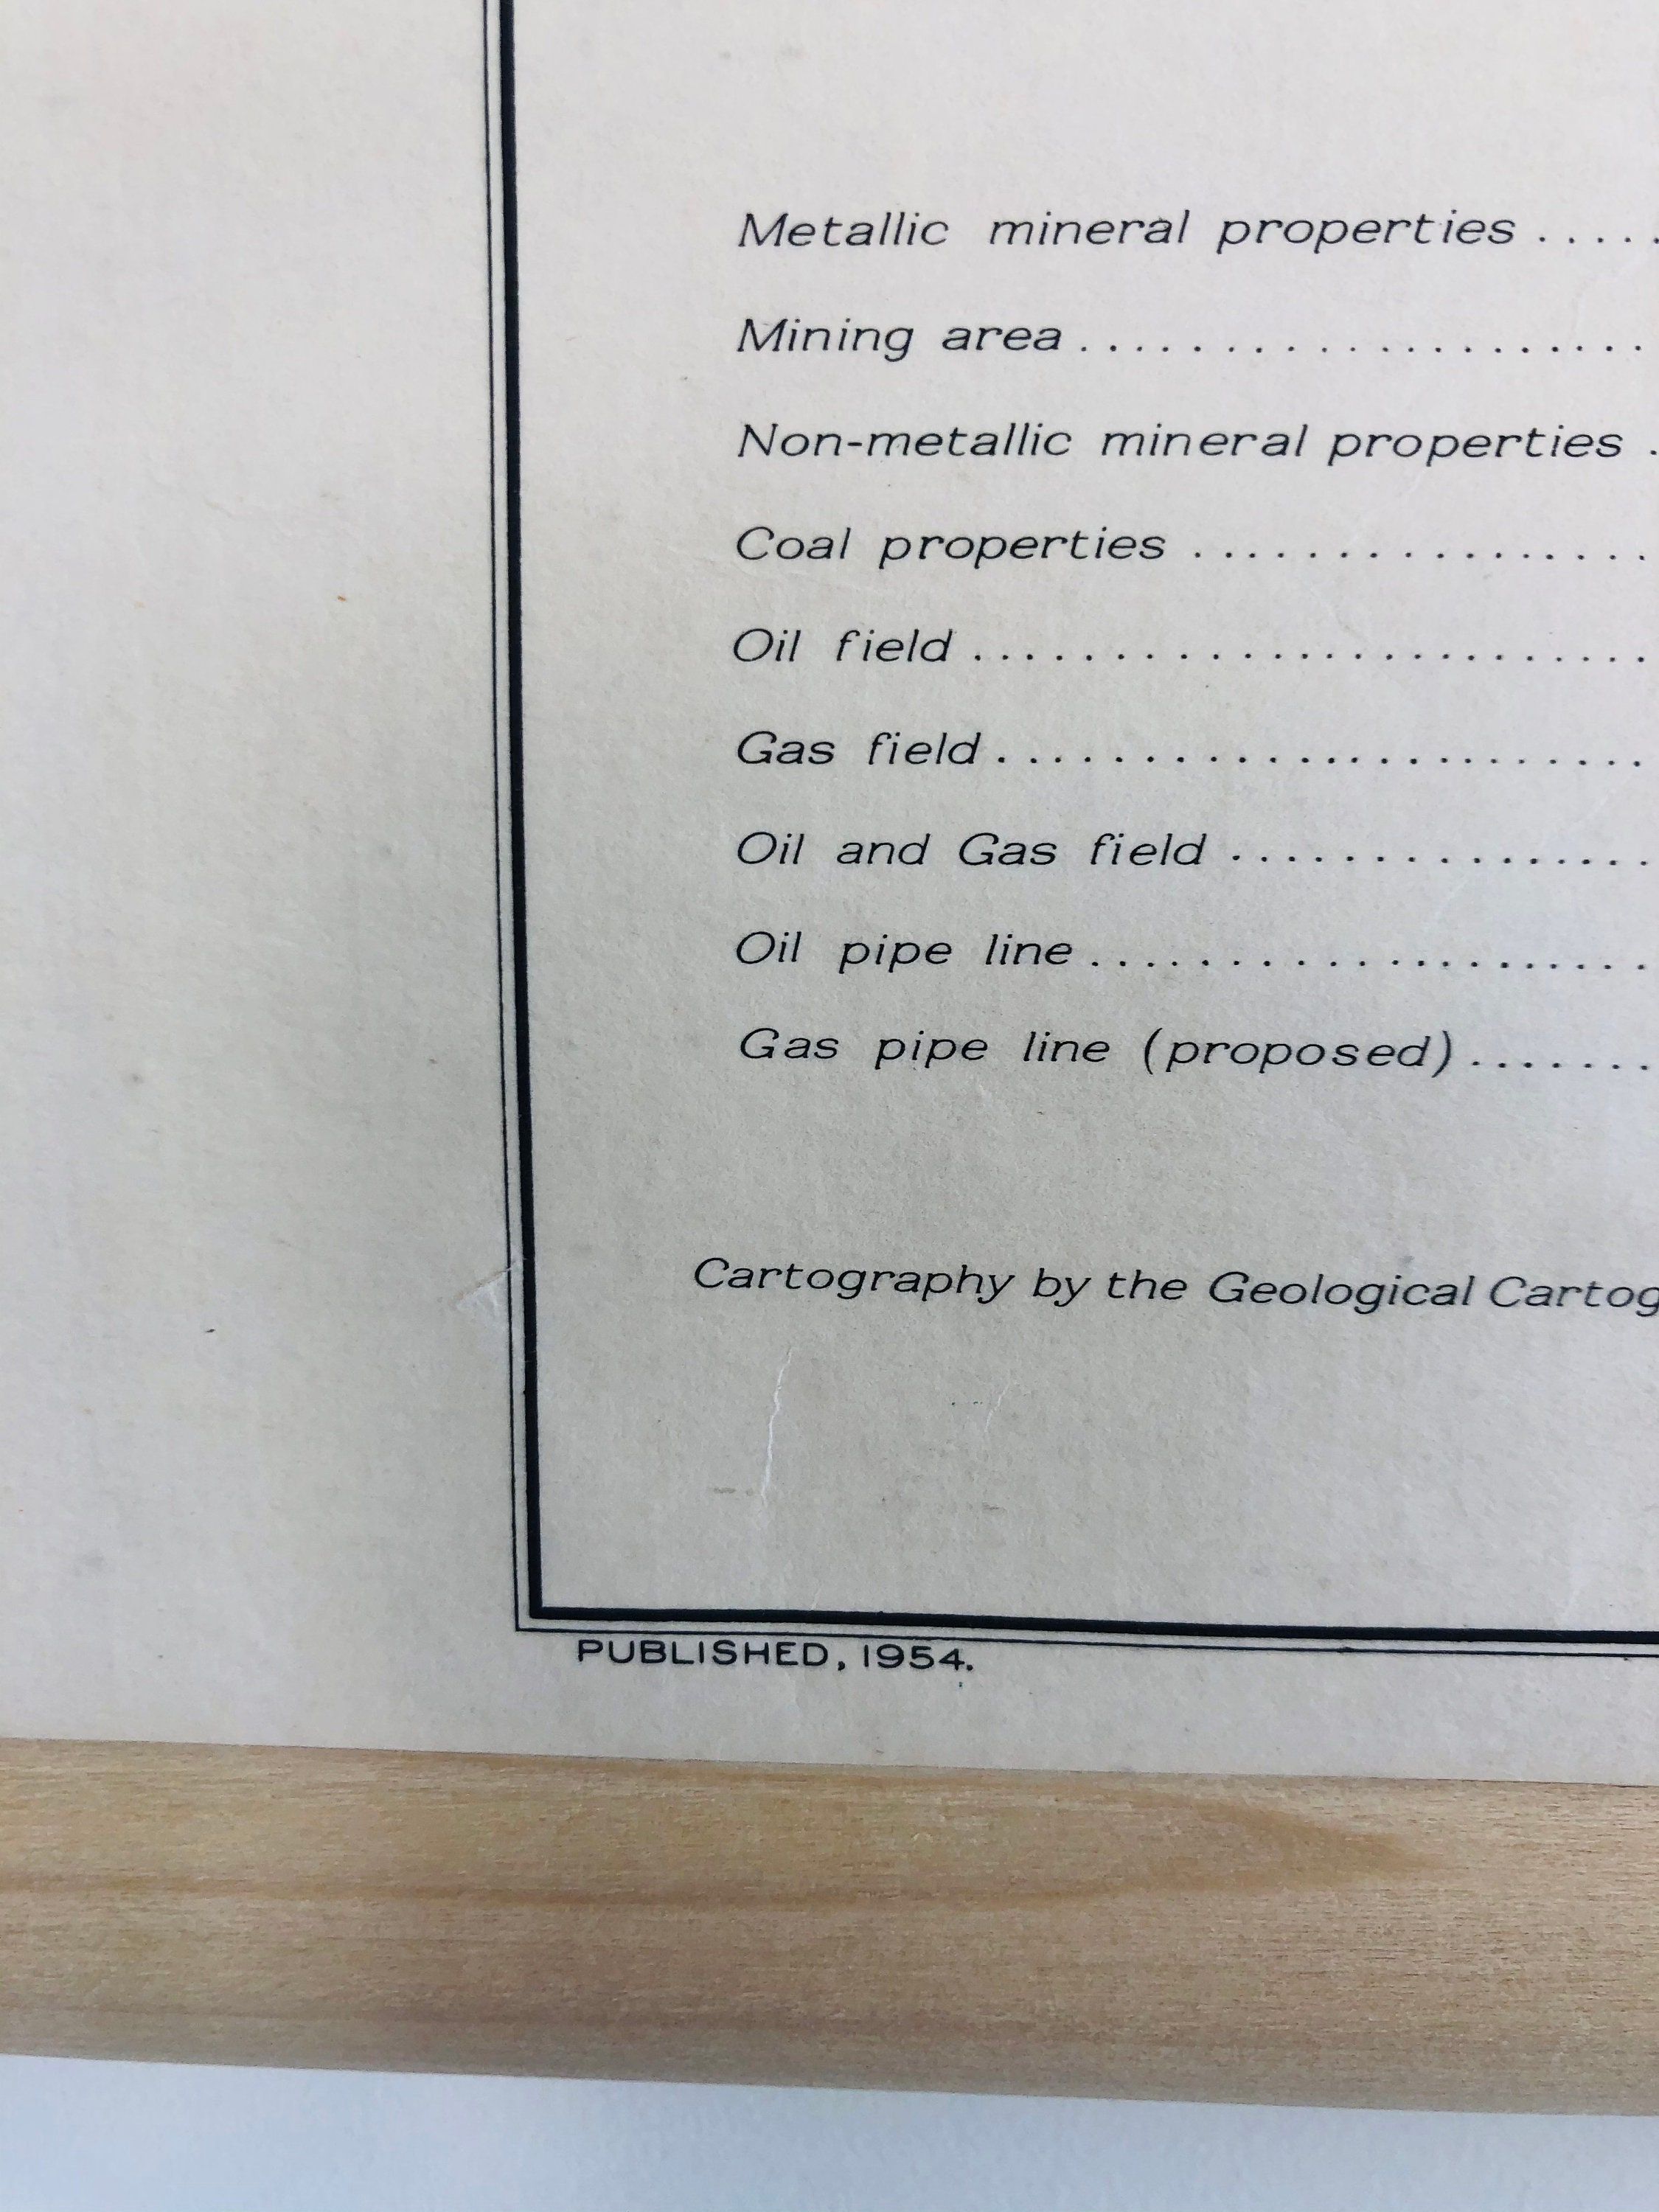 Metallic mineral properties .....
Mining area ...................
Non-metallic mineral properties .
Coal properties ................
Oil field ......................
Gas field ......................
Oil and Gas field ...............
Oil pipe line ...................
Gas pipe line (proposed) .......
Cartography by the Geological Cartog
PUBLISHED, 1954.